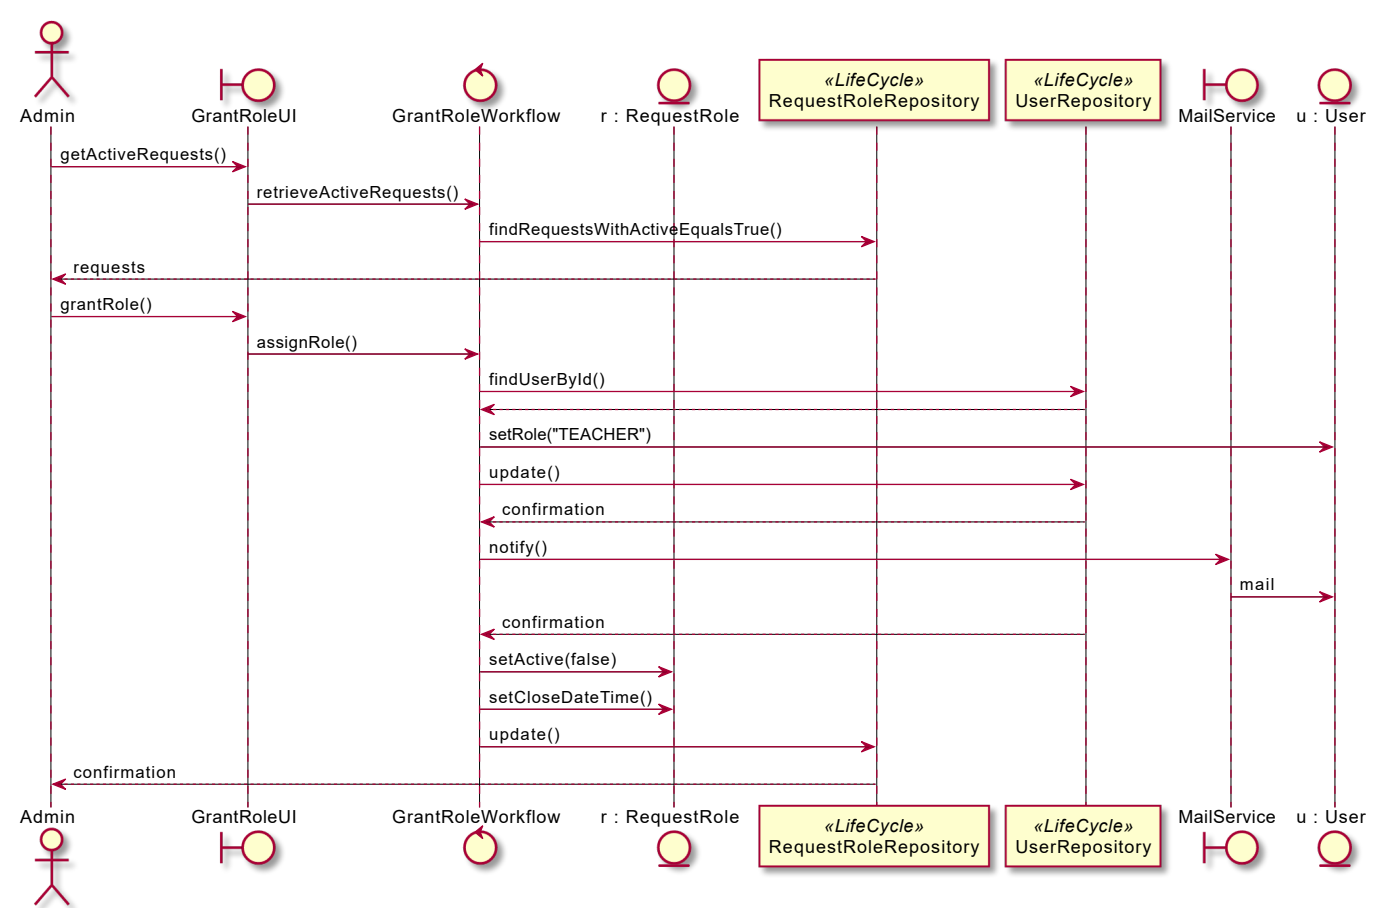 Admin
GrantRoleUI
GrantRoleWorkflow
r : RequestRole
«LifeCycle»
RequestRoleRepository
«LifeCycle»
UserRepository
MailService
u : User
getActiveRequests()
retrieveActiveRequests()
findRequestsWithActiveEqualsTrue()
requests
grantRole()
assignRole()
findUserById()
setRole("TEACHER")
update()
confirmation
notify()
mail
confirmation
setActive(false)
setCloseDateTime()
update()
confirmation
Admin
GrantRoleUI
GrantRoleWorkflow
r : RequestRole
«LifeCycle»
RequestRoleRepository
«LifeCycle»
UserRepository
MailService
u : User